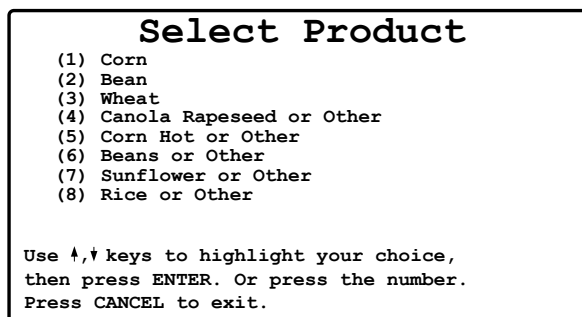 Select Product
(1) Corn
(2) Bean
(3) Wheat
(4) Canola Rapeseed or Other
(5) Corn Hot or Other
(6) Beans or Other
(7) Sunflower or Other
(8) Rice or Other
Use ↑,↓ keys to highlight your choice,
then press ENTER. Or press the number.
Press CANCEL to exit.